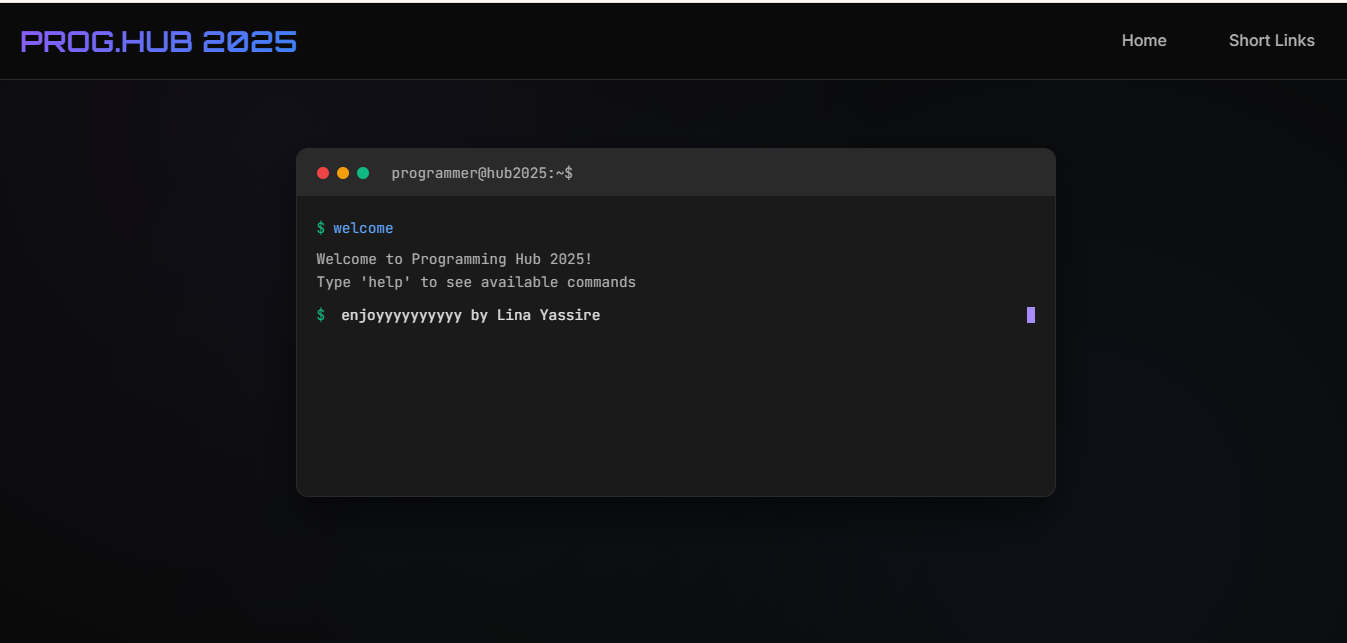 PROG.HUB 2025
Home
Short Links
programmer@hub2025:~$
$ welcome
Welcome to Programming Hub 2025!
Type 'help' to see available commands
$ enjoyyyyyyyyyy by Lina Yassire